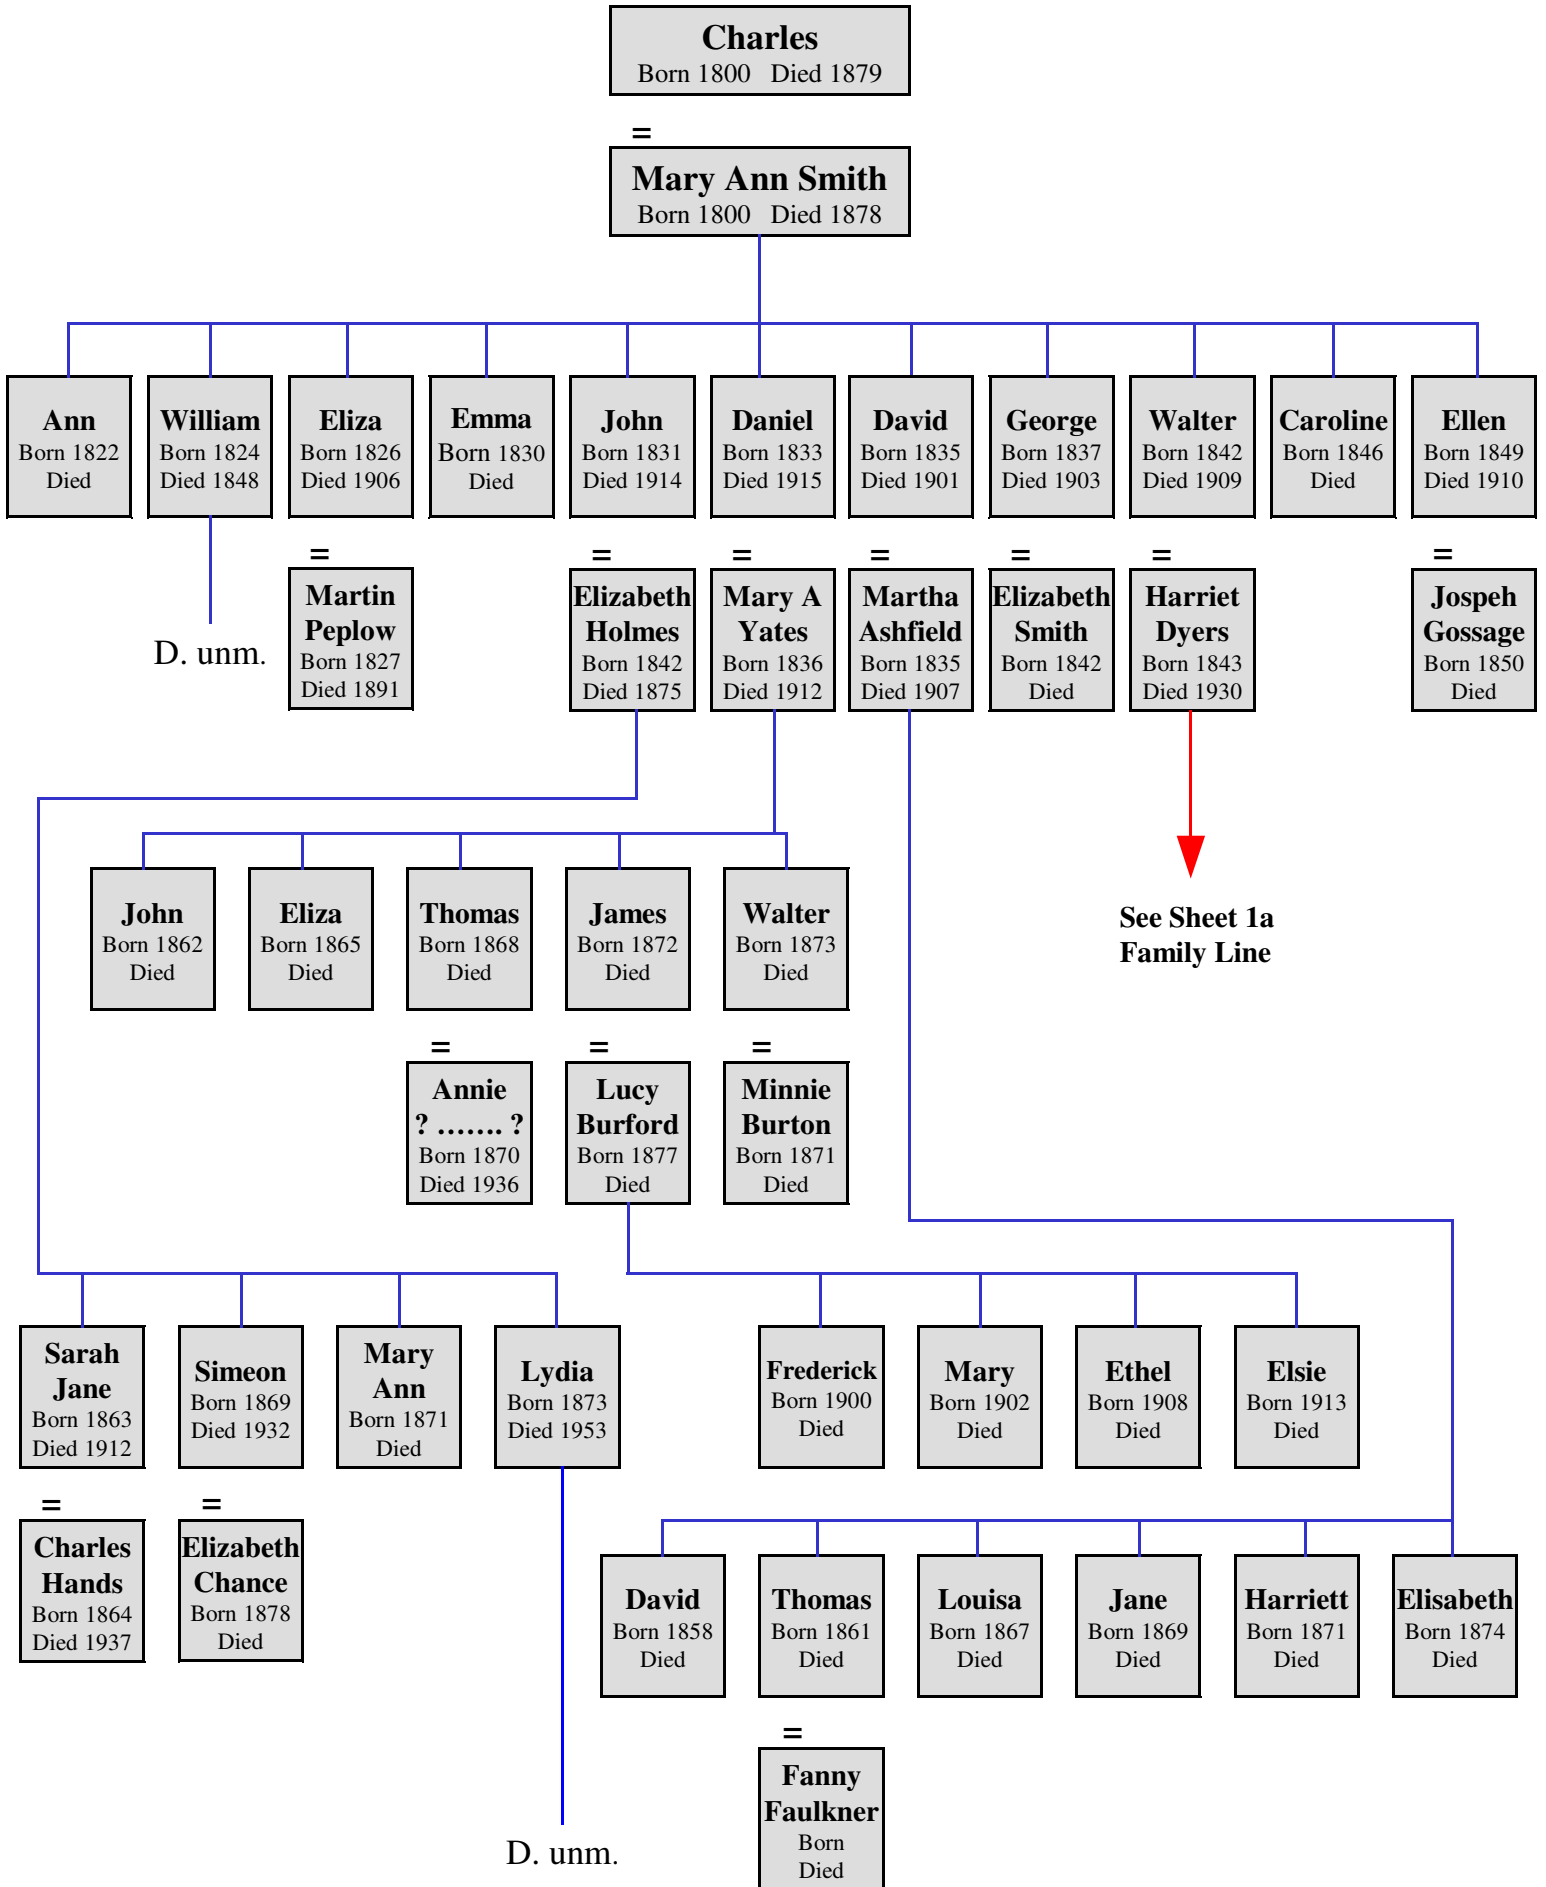 Charles
Born 1800 Died 1879
=
Mary Ann Smith
Born 1800 Died 1878
Ann
Born 1822
Died
William
Born 1824
Died 1848
Eliza
Born 1826
Died 1906
Emma
Born 1830
Died
John
Born 1831
Died 1914
Daniel
Born 1833
Died 1915
David
Born 1835
Died 1901
George
Born 1837
Died 1903
Walter
Born 1842
Died 1909
Caroline
Born 1846
Died
Ellen
Born 1849
Died 1910
D. unm.
=
Martin
Peplow
Born 1827
Died 1891
=
Elizabeth
Holmes
Born 1842
Died 1875
=
Mary A
Yates
Born 1836
Died 1912
=
Martha
Ashfield
Born 1835
Died 1907
=
Elizabeth
Smith
Born 1842
Died
=
Harriet
Dyers
Born 1843
Died 1930
=
Jospeh
Gossage
Born 1850
Died
John
Born 1862
Died
Eliza
Born 1865
Died
Thomas
Born 1868
Died
James
Born 1872
Died
Walter
Born 1873
Died
See Sheet 1a
Family Line
=
Annie
? ....... ?
Born 1870
Died 1936
=
Lucy
Burford
Born 1877
Died
=
Minnie
Burton
Born 1871
Died
Sarah
Jane
Born 1863
Died 1912
Simeon
Born 1869
Died 1932
Mary
Ann
Born 1871
Died
Lydia
Born 1873
Died 1953
Frederick
Born 1900
Died
Mary
Born 1902
Died
Ethel
Born 1908
Died
Elsie
Born 1913
Died
=
Charles
Hands
Born 1864
Died 1937
=
Elizabeth
Chance
Born 1878
Died
David
Born 1858
Died
Thomas
Born 1861
Died
Louisa
Born 1867
Died
Jane
Born 1869
Died
Harriett
Born 1871
Died
Elisabeth
Born 1874
Died
D. unm.
=
Fanny
Faulkner
Born
Died